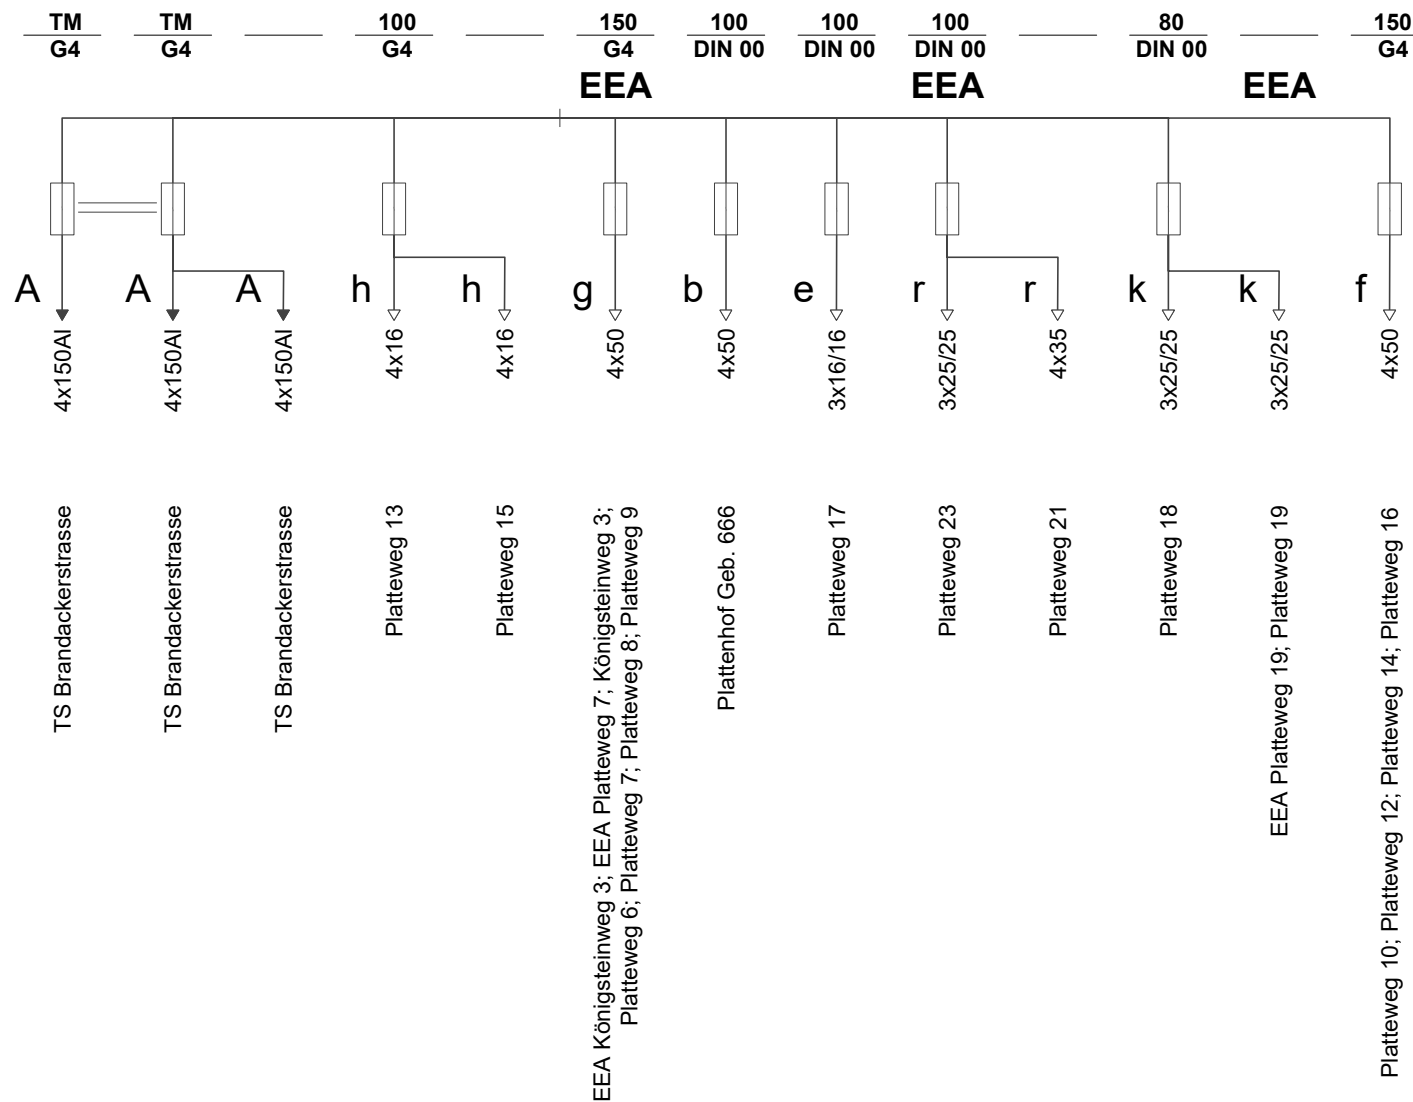 TM TM 100 150 100 100 100 80 150
G4 G4 G4 G4 DIN 00 DIN 00 DIN 00 DIN 00 G4
EEA EEA EEA
A A A h h g b e r r k k f
4x150Al
4x150Al
4x150Al
4x16
4x16
4x50
4x50
3x16/16
3x25/25
4x35
3x25/25
3x25/25
4x50
TS Brandackerstrasse
TS Brandackerstrasse
TS Brandackerstrasse
Platteweg 13
Platteweg 15
EEA Königsteinweg 3; EEA Platteweg 7; Königsteinweg 3;
Platteweg 6; Platteweg 7; Platteweg 8; Platteweg 9
Plattenhof Geb. 666
Platteweg 17
Platteweg 23
Platteweg 21
Platteweg 18
EEA Platteweg 19; Platteweg 19
Platteweg 10; Platteweg 12; Platteweg 14; Platteweg 16